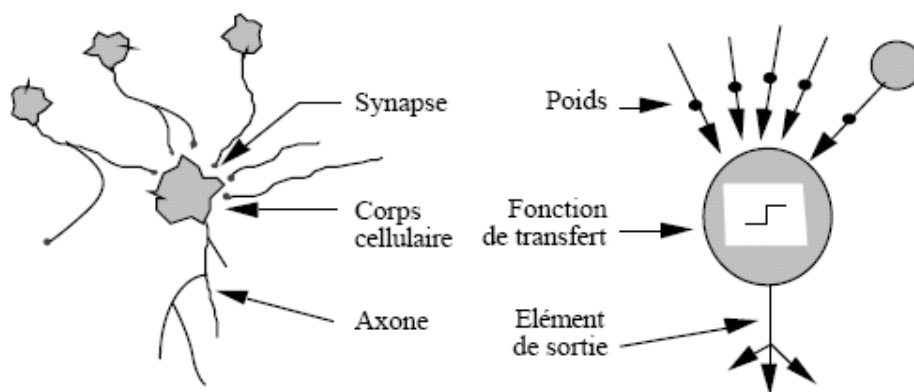 Synapse
Corps
cellulaire
Axone
Poids
Fonction
de transfert
Elément
de sortie